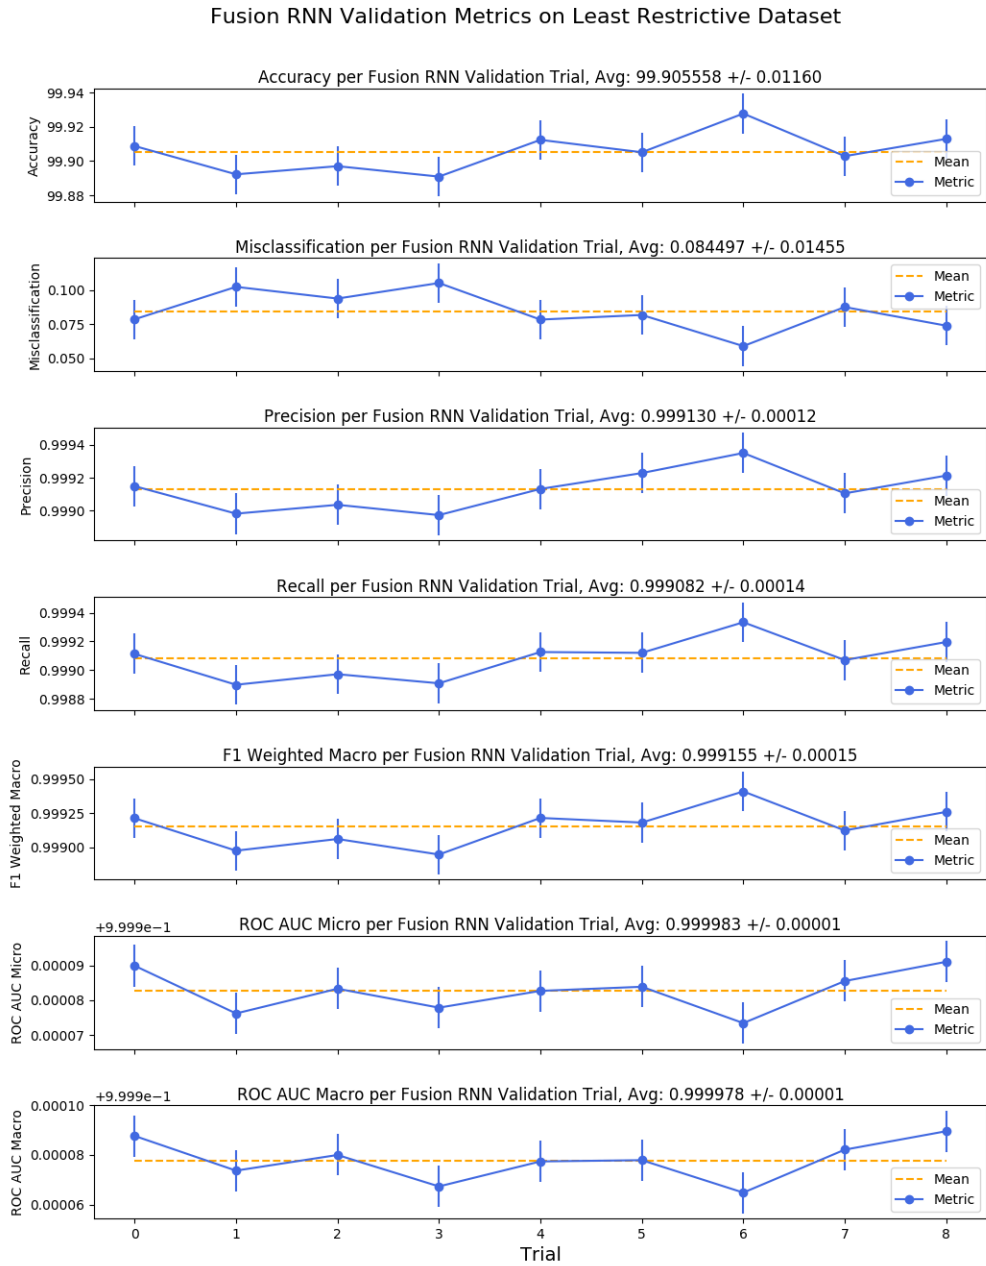 Fusion RNN Validation Metrics on Least Restrictive Dataset
Accuracy per Fusion RNN Validation Trial, Avg: 99.905558 +/- 0.01160
Accuracy
99.94
99.92
99.90
99.88
Mean
Metric
Misclassification per Fusion RNN Validation Trial, Avg: 0.084497 +/- 0.01455
Misclassification
0.100
0.075
0.050
Mean
Metric
Precision per Fusion RNN Validation Trial, Avg: 0.999130 +/- 0.00012
Precision
0.9994
0.9992
0.9990
Mean
Metric
Recall per Fusion RNN Validation Trial, Avg: 0.999082 +/- 0.00014
Recall
0.9994
0.9992
0.9990
0.9988
Mean
Metric
F1 Weighted Macro per Fusion RNN Validation Trial, Avg: 0.999155 +/- 0.00015
F1 Weighted Macro
0.99950
0.99925
0.99900
Mean
Metric
+9.999e−1
ROC AUC Micro per Fusion RNN Validation Trial, Avg: 0.999983 +/- 0.00001
ROC AUC Micro
0.00009
0.00008
0.00007
Mean
Metric
+9.999e−1
ROC AUC Macro per Fusion RNN Validation Trial, Avg: 0.999978 +/- 0.00001
ROC AUC Macro
0.00010
0.00008
0.00006
Mean
Metric
0 1 2 3 4 5 6 7 8
Trial